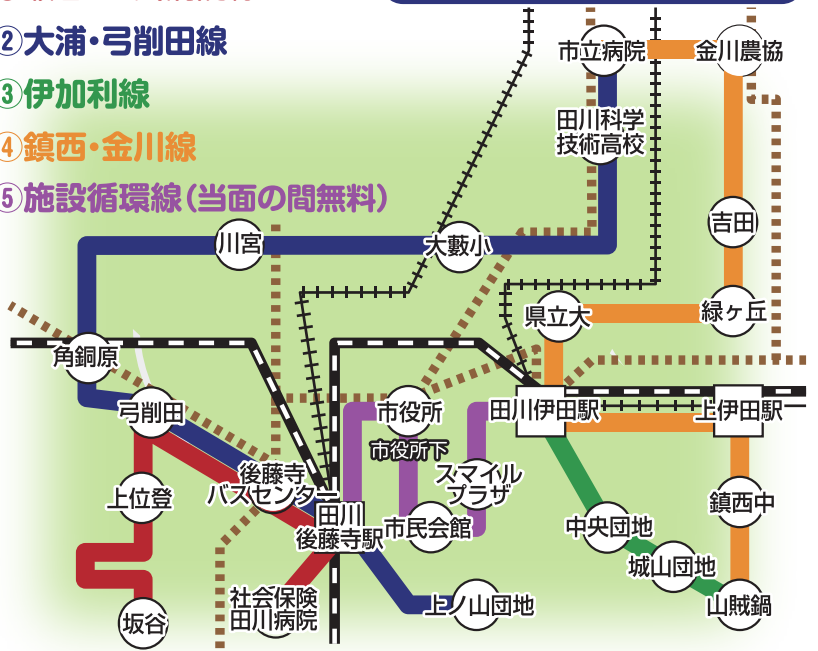 ②大浦・弓削田線
③伊加利線
④鎮西・金川線
⑤施設循環線(当面の間無料)
市立病院
金川農協
田川科学
技術高校
吉田
川宮
大藪小
県立大
緑ヶ丘
角銅原
弓削田
市役所
田川伊田駅
上伊田駅
市役所下
後藤寺
バスセンター
スマイル
プラザ
上位登
田川
後藤寺駅
市民会館
中央団地
鎮西中
城山団地
社会保険
田川病院
上ノ山団地
山賊鍋
坂谷